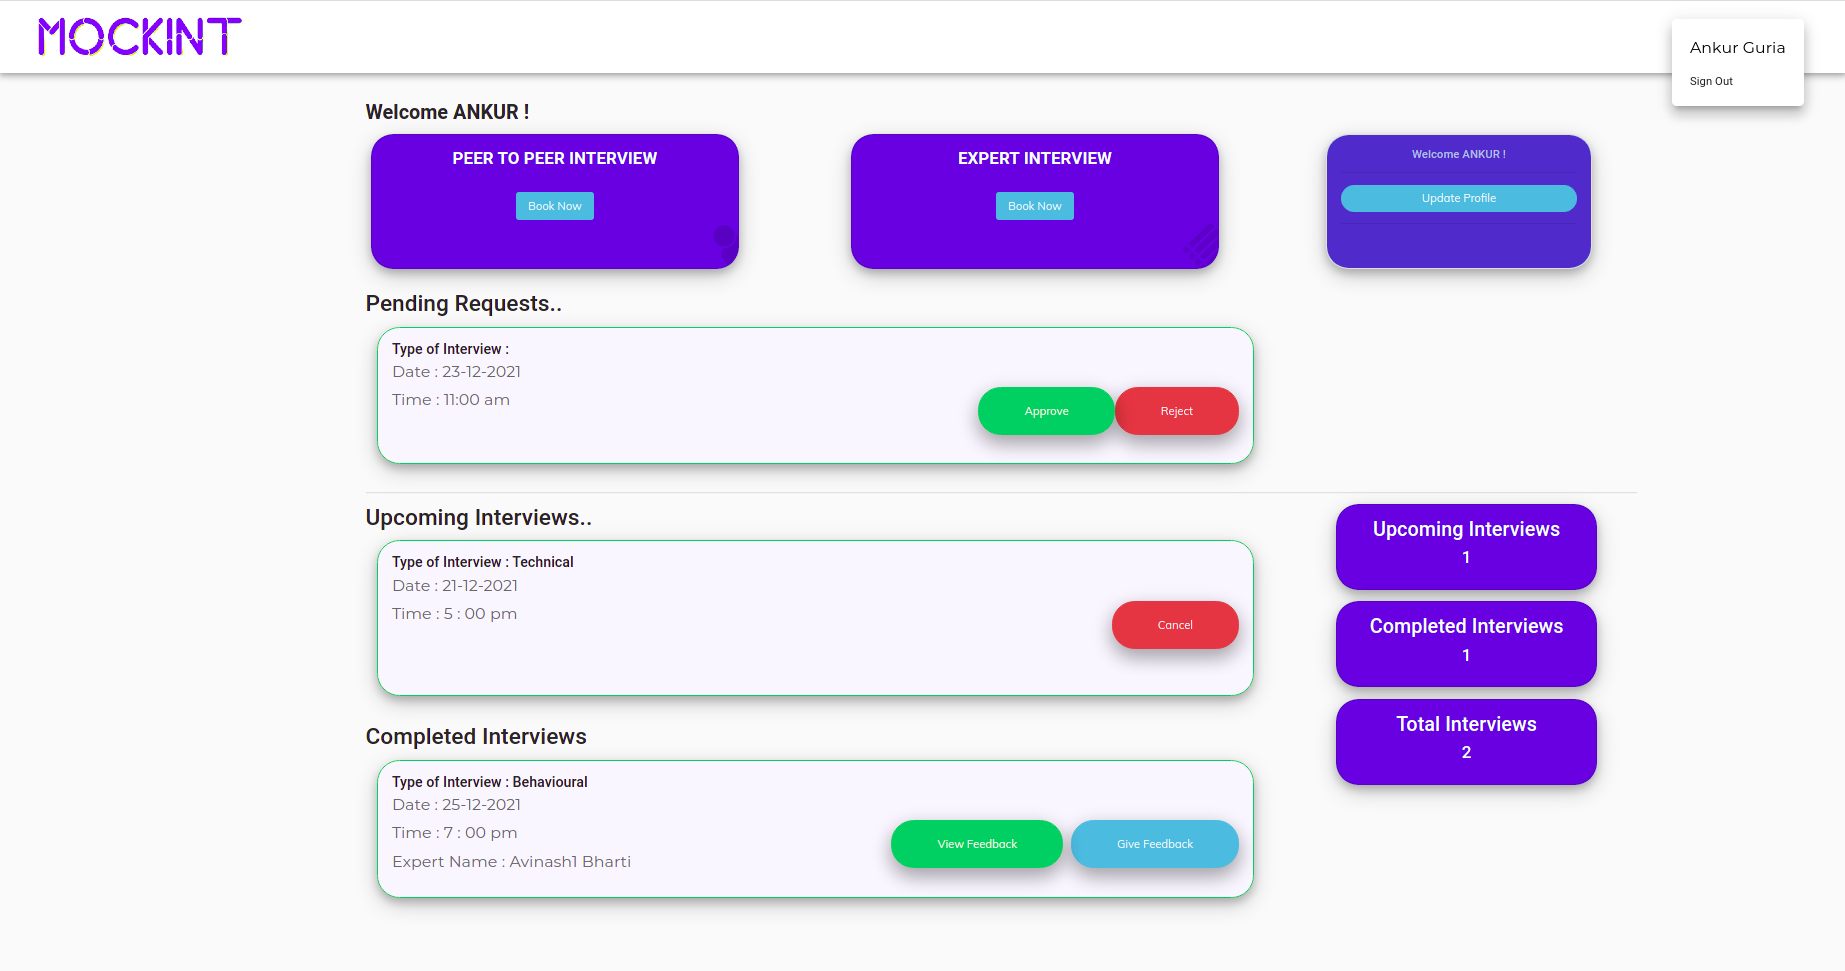 MOCKINT
Ankur Guria
Sign Out
Welcome ANKUR !
PEER TO PEER INTERVIEW
Book Now
EXPERT INTERVIEW
Book Now
Welcome ANKUR !
Update Profile
Pending Requests..
Type of Interview :
Date : 23-12-2021
Time : 11:00 am
Approve
Reject
Upcoming Interviews..
Type of Interview : Technical
Date : 21-12-2021
Time : 5 : 00 pm
Cancel
Upcoming Interviews
1
Completed Interviews
1
Total Interviews
2
Completed Interviews
Type of Interview : Behavioural
Date : 25-12-2021
Time : 7 : 00 pm
Expert Name : Avinash1 Bharti
View Feedback
Give Feedback